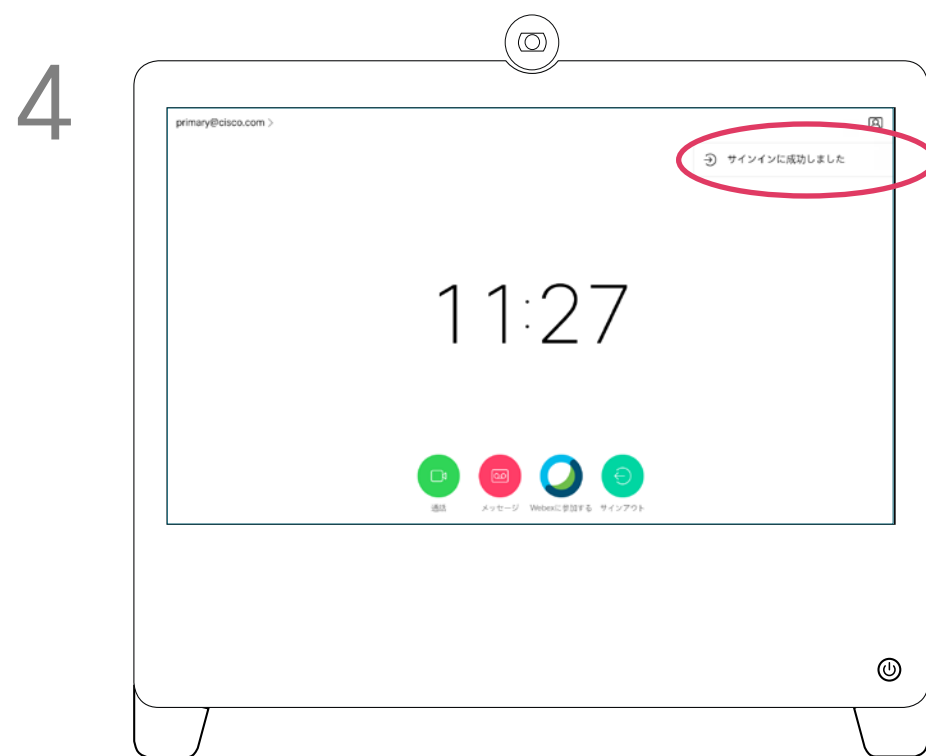 4
primary@cisco.com >
サインインに成功しました
11:27
通話
メッセージ
Webexに参加する
サインアウト